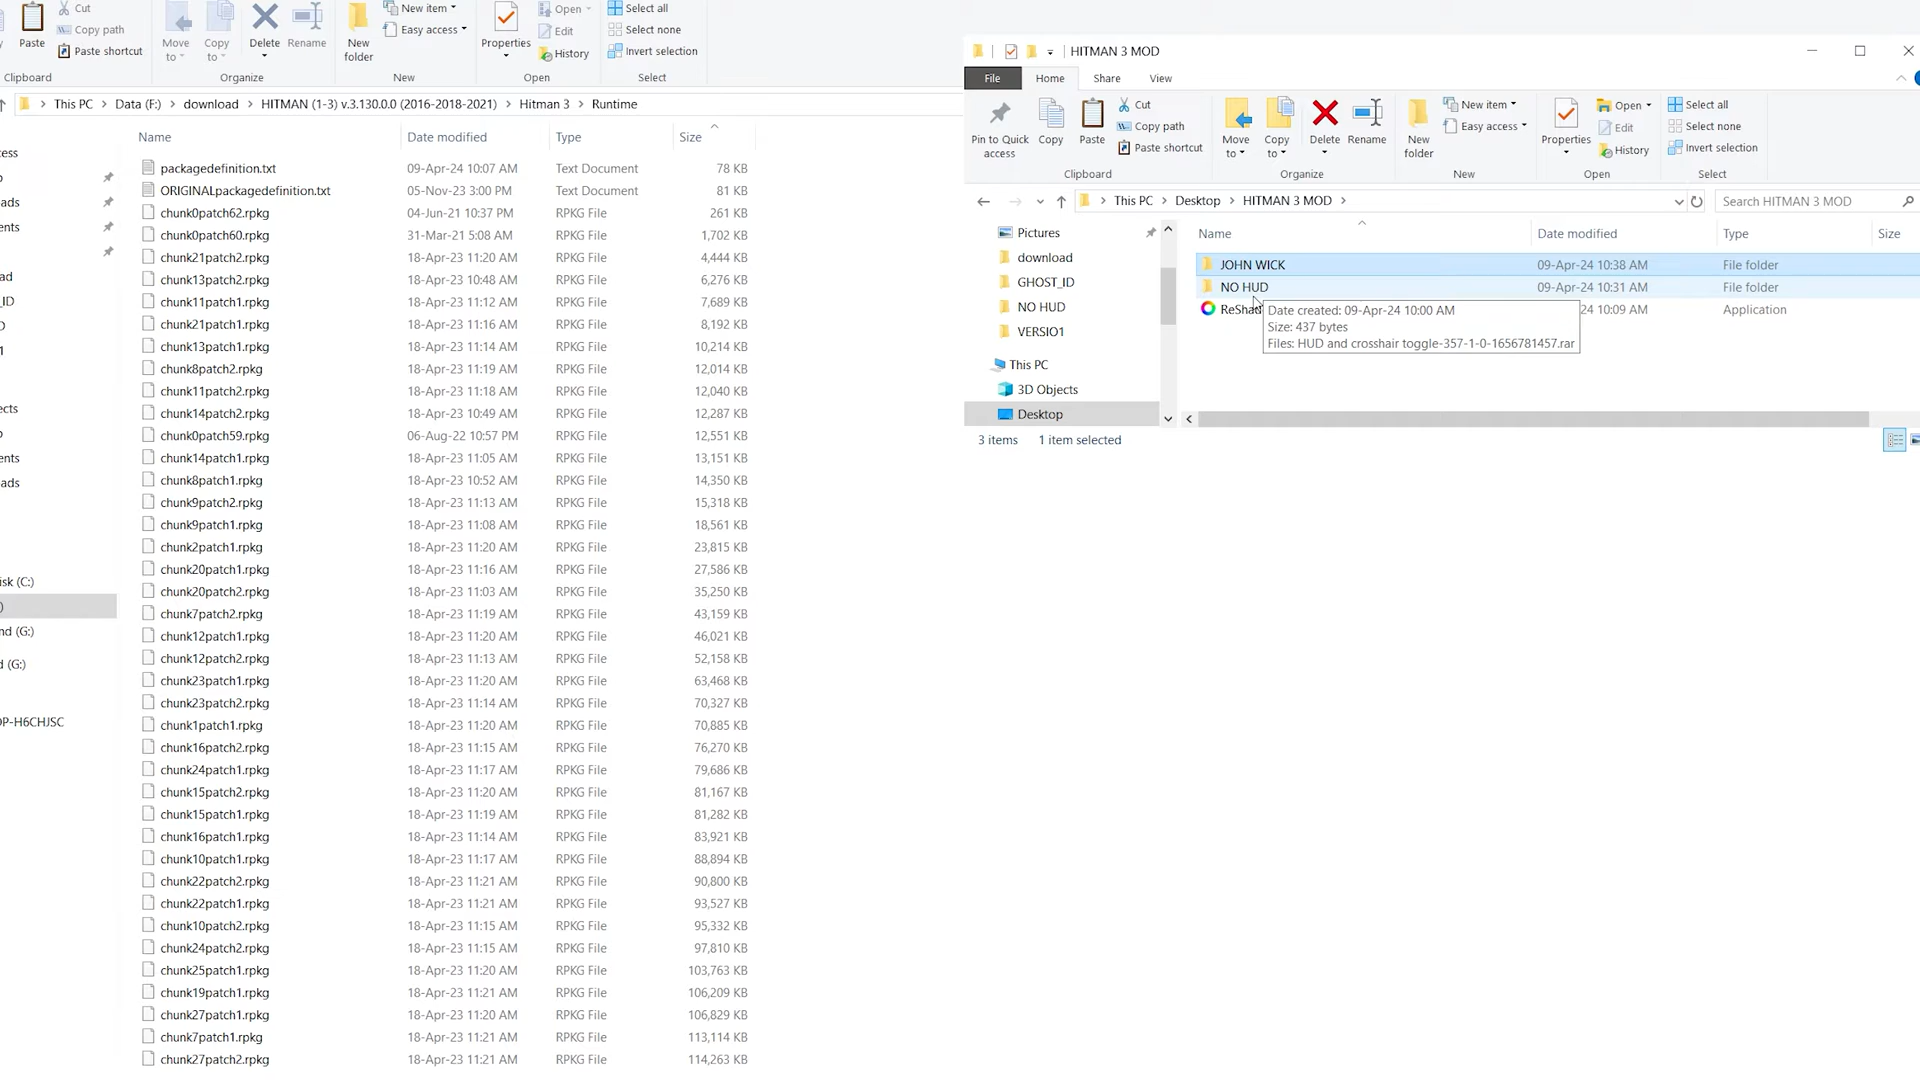 Cut
Copy path
Paste shortcut
Paste
Clipboard
Move to
Copy to
Delete
Rename
Organize
New folder
New item
Easy access
New
Properties
Open
Edit
History
Open
Select all
Select none
Invert selection
Select
This PC > Data (F:) > download > HITMAN (1-3) v.3.130.0.0 (2016-2018-2021) > Hitman 3 > Runtime
Name Date modified Type Size
packagedefinition.txt 09-Apr-24 10:07 AM Text Document 78 KB
ORIGINALpackagedefinition.txt 05-Nov-23 3:00 PM Text Document 81 KB
chunk0patch62.rpkg 04-Jun-21 10:37 PM RPKG File 261 KB
chunk0patch60.rpkg 31-Mar-21 5:08 AM RPKG File 1,702 KB
chunk21patch2.rpkg 18-Apr-23 11:20 AM RPKG File 4,444 KB
chunk13patch2.rpkg 18-Apr-23 10:48 AM RPKG File 6,276 KB
chunk11patch1.rpkg 18-Apr-23 11:12 AM RPKG File 7,689 KB
chunk21patch1.rpkg 18-Apr-23 11:16 AM RPKG File 8,192 KB
chunk13patch1.rpkg 18-Apr-23 11:14 AM RPKG File 10,214 KB
chunk8patch2.rpkg 18-Apr-23 11:19 AM RPKG File 12,014 KB
chunk11patch2.rpkg 18-Apr-23 11:18 AM RPKG File 12,040 KB
chunk14patch2.rpkg 18-Apr-23 10:49 AM RPKG File 12,287 KB
chunk0patch59.rpkg 06-Aug-22 10:57 PM RPKG File 12,551 KB
chunk14patch1.rpkg 18-Apr-23 11:05 AM RPKG File 13,151 KB
chunk8patch1.rpkg 18-Apr-23 10:52 AM RPKG File 14,350 KB
chunk9patch2.rpkg 18-Apr-23 11:13 AM RPKG File 15,318 KB
chunk9patch1.rpkg 18-Apr-23 11:08 AM RPKG File 18,561 KB
chunk2patch1.rpkg 18-Apr-23 11:20 AM RPKG File 23,815 KB
chunk20patch1.rpkg 18-Apr-23 11:16 AM RPKG File 27,586 KB
chunk20patch2.rpkg 18-Apr-23 11:03 AM RPKG File 35,250 KB
chunk7patch2.rpkg 18-Apr-23 11:19 AM RPKG File 43,159 KB
chunk12patch1.rpkg 18-Apr-23 11:20 AM RPKG File 46,021 KB
chunk12patch2.rpkg 18-Apr-23 11:13 AM RPKG File 52,158 KB
chunk23patch1.rpkg 18-Apr-23 11:20 AM RPKG File 63,468 KB
chunk23patch2.rpkg 18-Apr-23 11:14 AM RPKG File 70,327 KB
chunk1patch1.rpkg 18-Apr-23 11:20 AM RPKG File 70,885 KB
chunk16patch2.rpkg 18-Apr-23 11:15 AM RPKG File 76,270 KB
chunk24patch1.rpkg 18-Apr-23 11:17 AM RPKG File 79,686 KB
chunk15patch2.rpkg 18-Apr-23 11:20 AM RPKG File 81,167 KB
chunk15patch1.rpkg 18-Apr-23 11:19 AM RPKG File 81,282 KB
chunk16patch1.rpkg 18-Apr-23 11:14 AM RPKG File 83,921 KB
chunk10patch1.rpkg 18-Apr-23 11:17 AM RPKG File 88,894 KB
chunk22patch2.rpkg 18-Apr-23 11:21 AM RPKG File 90,800 KB
chunk22patch1.rpkg 18-Apr-23 11:21 AM RPKG File 93,527 KB
chunk10patch2.rpkg 18-Apr-23 11:15 AM RPKG File 95,332 KB
chunk24patch2.rpkg 18-Apr-23 11:15 AM RPKG File 97,810 KB
chunk25patch1.rpkg 18-Apr-23 11:20 AM RPKG File 103,763 KB
chunk19patch1.rpkg 18-Apr-23 11:21 AM RPKG File 106,209 KB
chunk27patch1.rpkg 18-Apr-23 11:20 AM RPKG File 106,829 KB
chunk7patch1.rpkg 18-Apr-23 11:21 AM RPKG File 113,114 KB
chunk27patch2.rpkg 18-Apr-23 11:21 AM RPKG File 114,263 KB
ess
ads
ents
ad
_ID
D
1
ects
ents
ads
isk (C:)
)
nd (G:)
d (G:)
OP-H6CHJSC
HITMAN 3 MOD
File Home Share View
Pin to Quick access
Copy
Paste
Cut
Copy path
Paste shortcut
Clipboard
Move to
Copy to
Delete
Rename
Organize
New folder
New item
Easy access
New
Properties
Open
Edit
History
Open
Select all
Select none
Invert selection
Select
This PC > Desktop > HITMAN 3 MOD >
Search HITMAN 3 MOD
Pictures
download
GHOST_ID
NO HUD
VERSIO1
This PC
3D Objects
Desktop
Name Date modified Type Size
JOHN WICK 09-Apr-24 10:38 AM File folder
NO HUD 09-Apr-24 10:31 AM File folder
ReShad 24 10:09 AM Application
Date created: 09-Apr-24 10:00 AM
Size: 437 bytes
Files: HUD and crosshair toggle-357-1-0-1656781457.rar
3 items 1 item selected